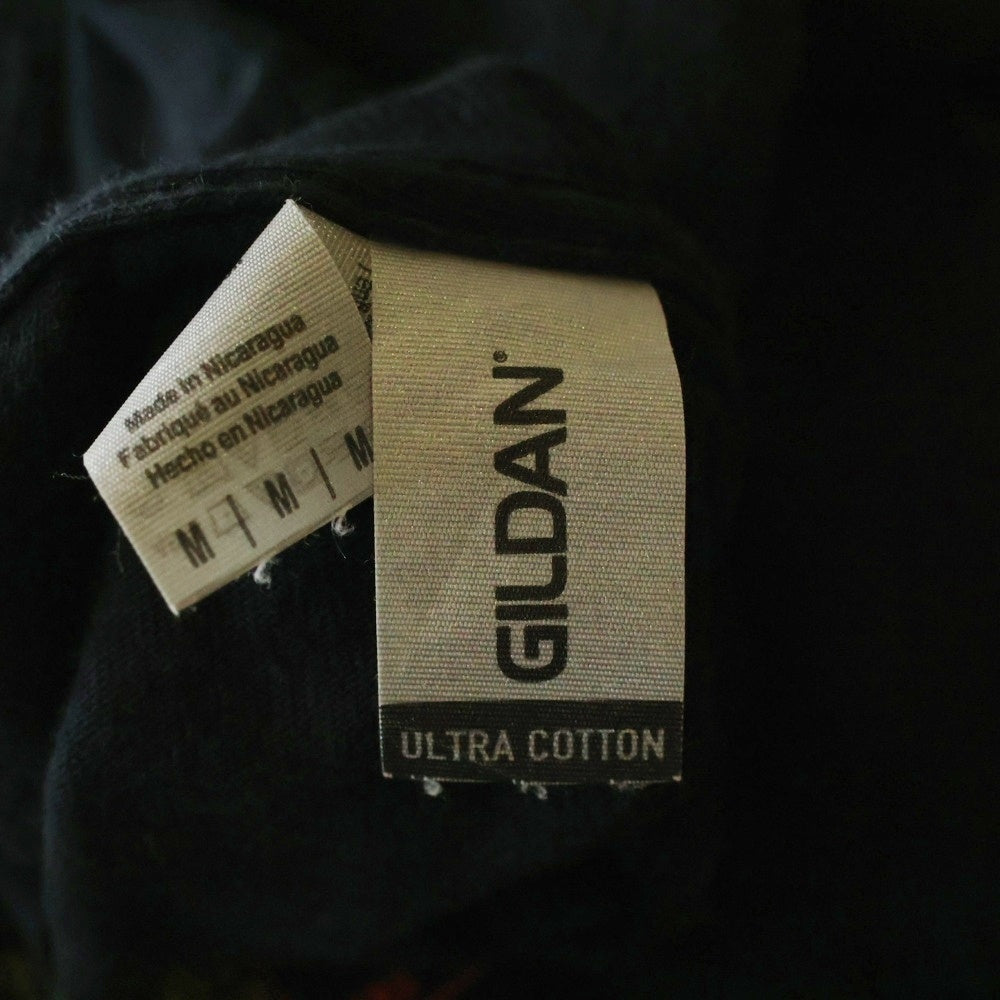 Made in Nicaragua
Fabriqué au Nicaragua
Hecho en Nicaragua
M | M | M
GILDAN®
ULTRA COTTON